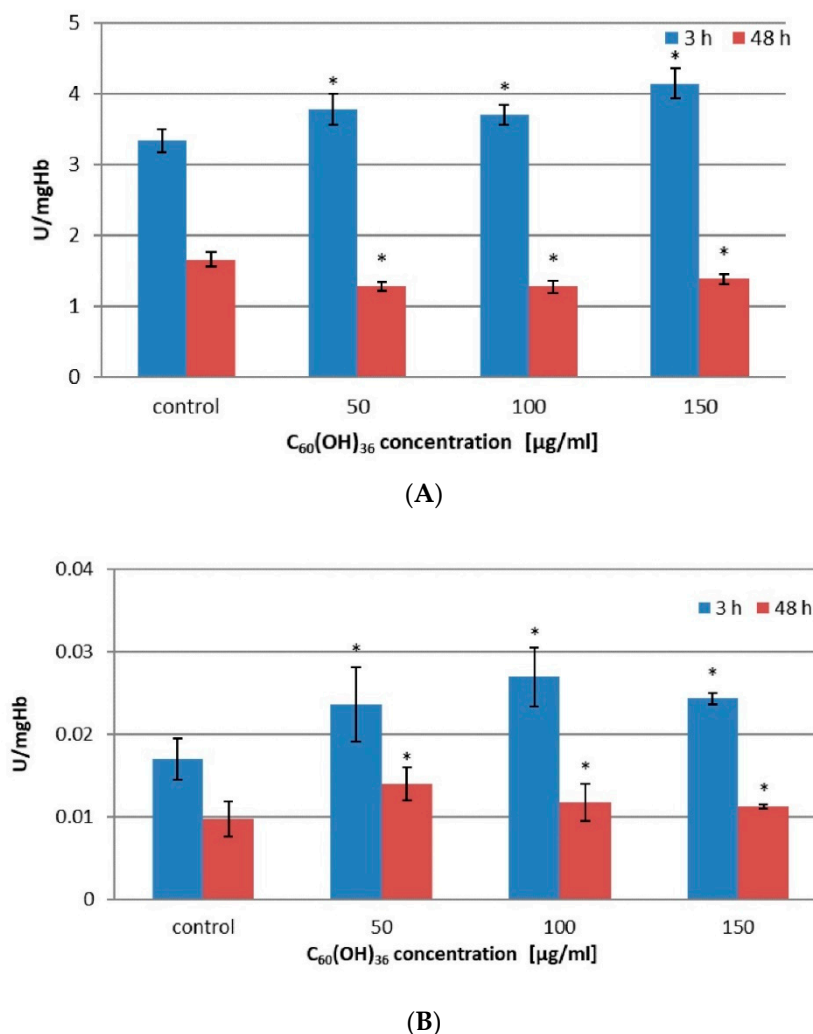 5
3 h 48 h
*
* *
4
3
U/mgHb
2
* * *
1
0
control 50 100 150
C₆₀(OH)₃₆ concentration [µg/ml]
(A)
0.04
3 h 48 h
*
*
0.03
*
U/mgHb
0.02
*
*
*
0.01
0
control 50 100 150
C₆₀(OH)₃₆ concentration [µg/ml]
(B)